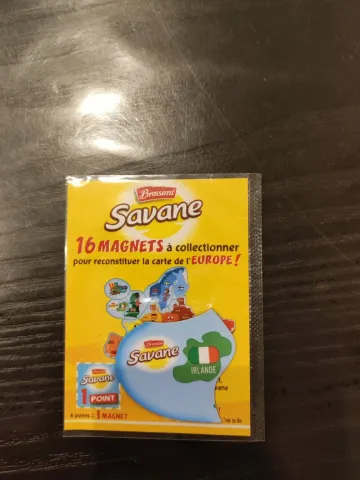 Brossard
Savane
16 MAGNETS à collectionner
pour reconstituer la carte de l'EUROPE !
Brossard
Savane
IRLANDE
Savane
1 POINT
6 points = 1 MAGNET